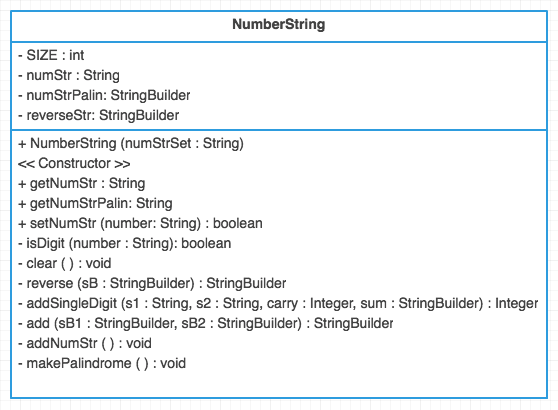 NumberString
- SIZE : int
- numStr : String
- numStrPalin: StringBuilder
- reverseStr: StringBuilder
+ NumberString (numStrSet : String)
<< Constructor >>
+ getNumStr : String
+ getNumStrPalin: String
+ setNumStr (number: String) : boolean
- isDigit (number : String): boolean
- clear ( ) : void
- reverse (sB : StringBuilder) : StringBuilder
- addSingleDigit (s1 : String, s2 : String, carry : Integer, sum : StringBuilder) : Integer
- add (sB1 : StringBuilder, sB2 : StringBuilder) : StringBuilder
- addNumStr ( ) : void
- makePalindrome ( ) : void